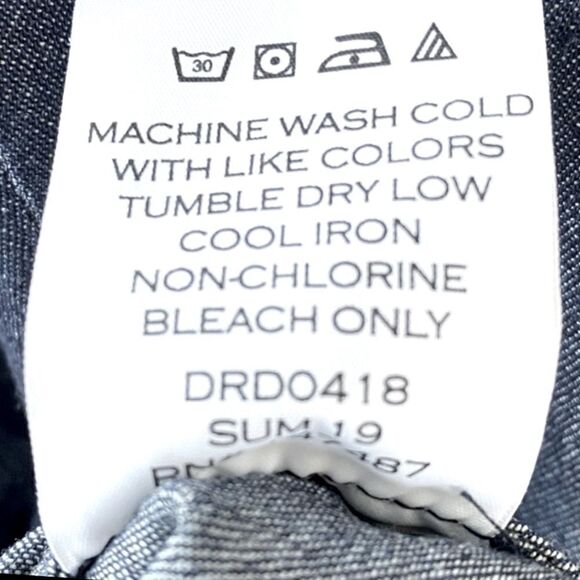 30
MACHINE WASH COLD
WITH LIKE COLORS
TUMBLE DRY LOW
COOL IRON
NON-CHLORINE
BLEACH ONLY
DRD0418
SUM 19